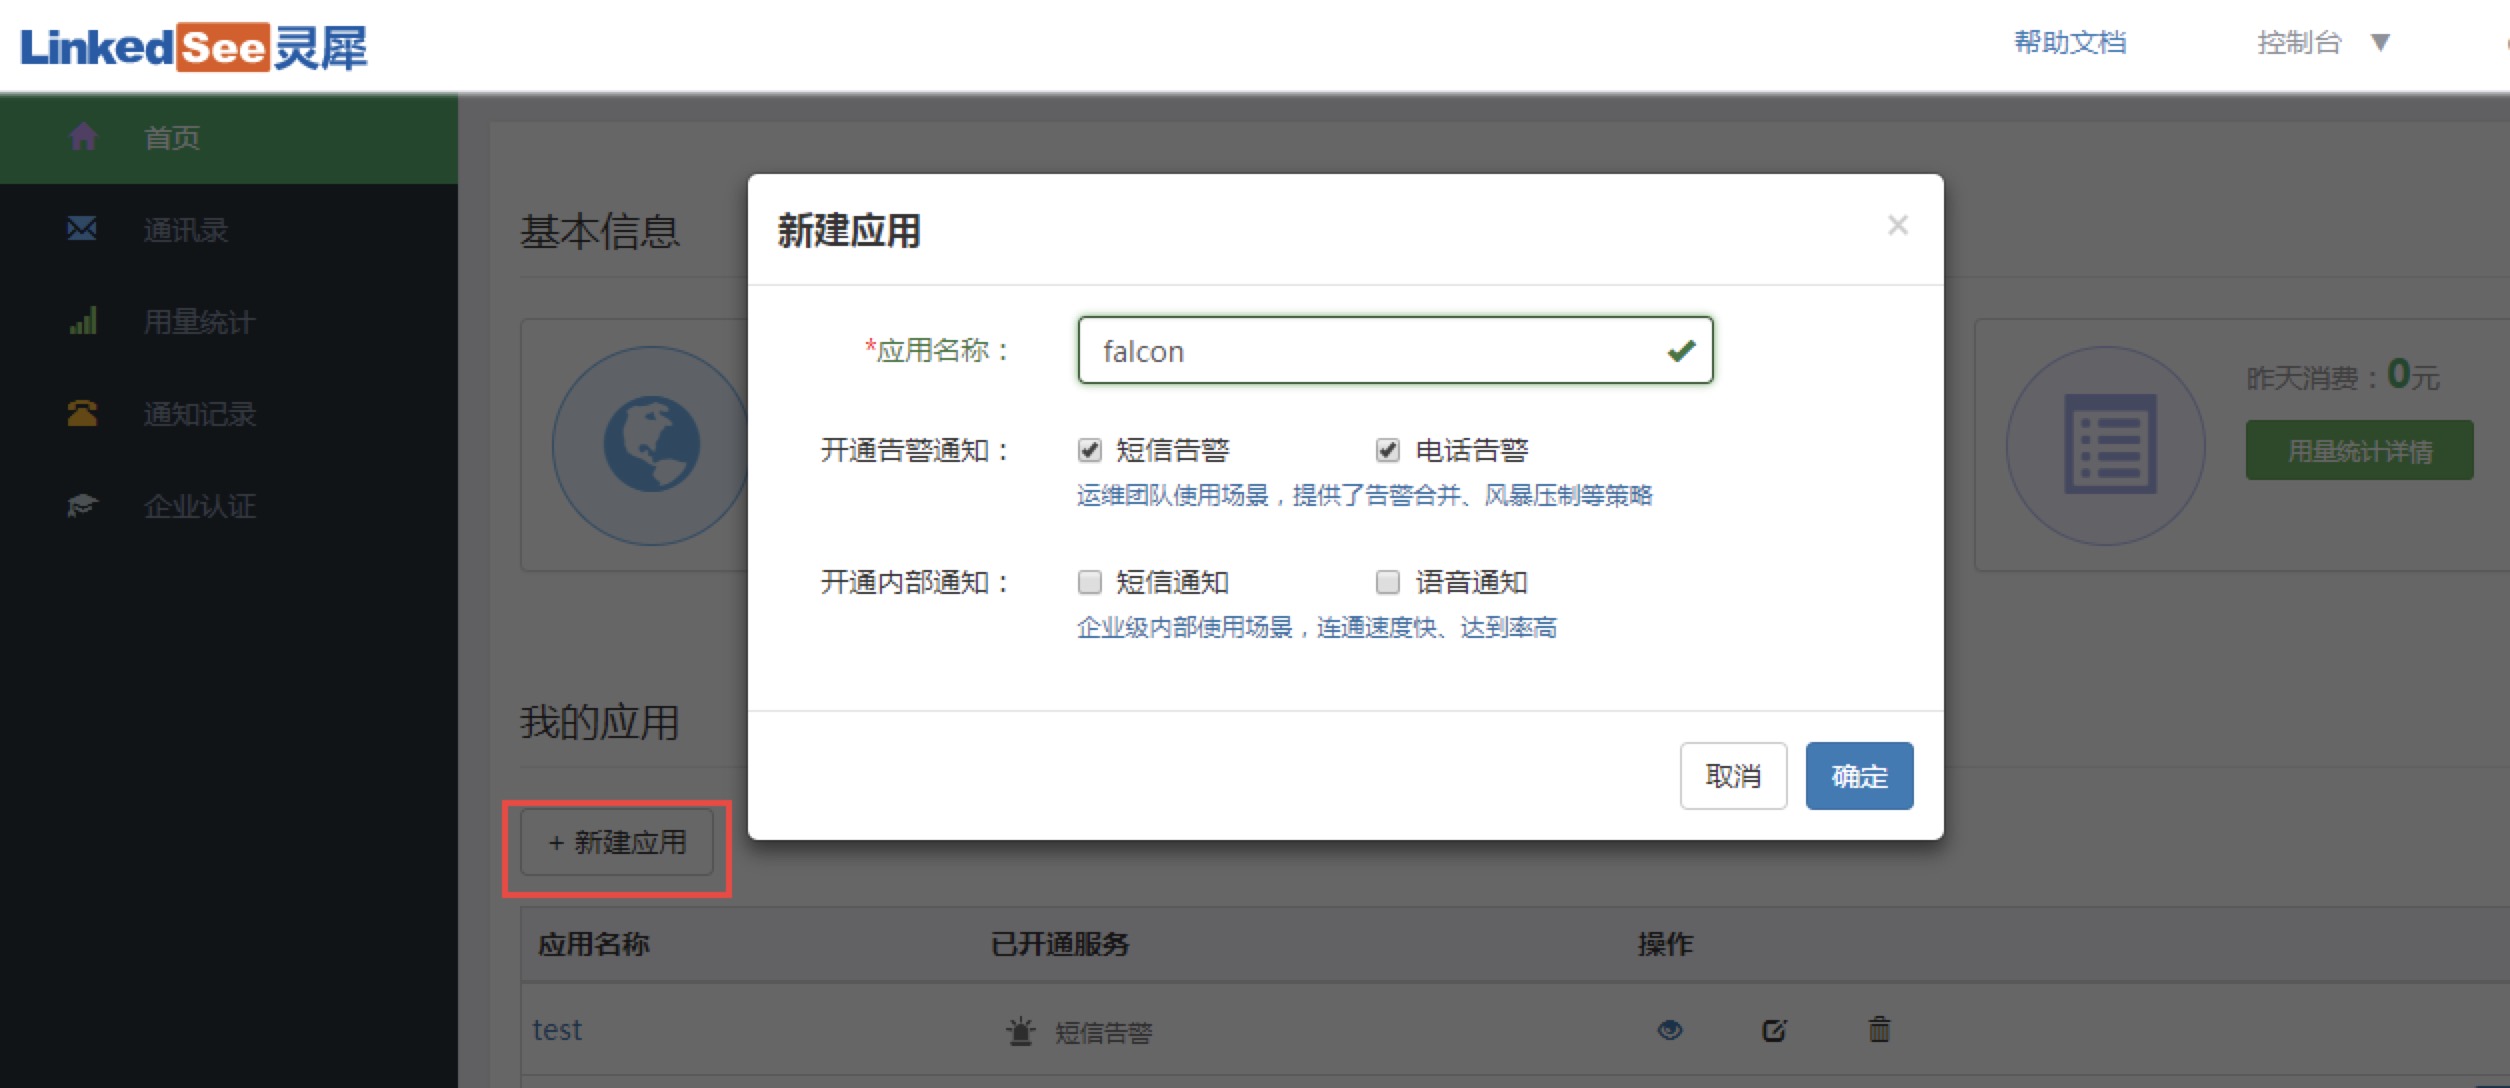 LinkedSee灵犀
帮助文档 控制台 ▼
首页
通讯录
用量统计
通知记录
企业认证
基本信息
昨天消费：0元
用量统计详情
新建应用 ×
*应用名称： falcon
开通告警通知： 短信告警 电话告警
运维团队使用场景，提供了告警合并、风暴压制等策略
开通内部通知： 短信通知 语音通知
企业级内部使用场景，连通速度快、达到率高
取消 确定
我的应用
+ 新建应用
应用名称 已开通服务 操作
test 短信告警